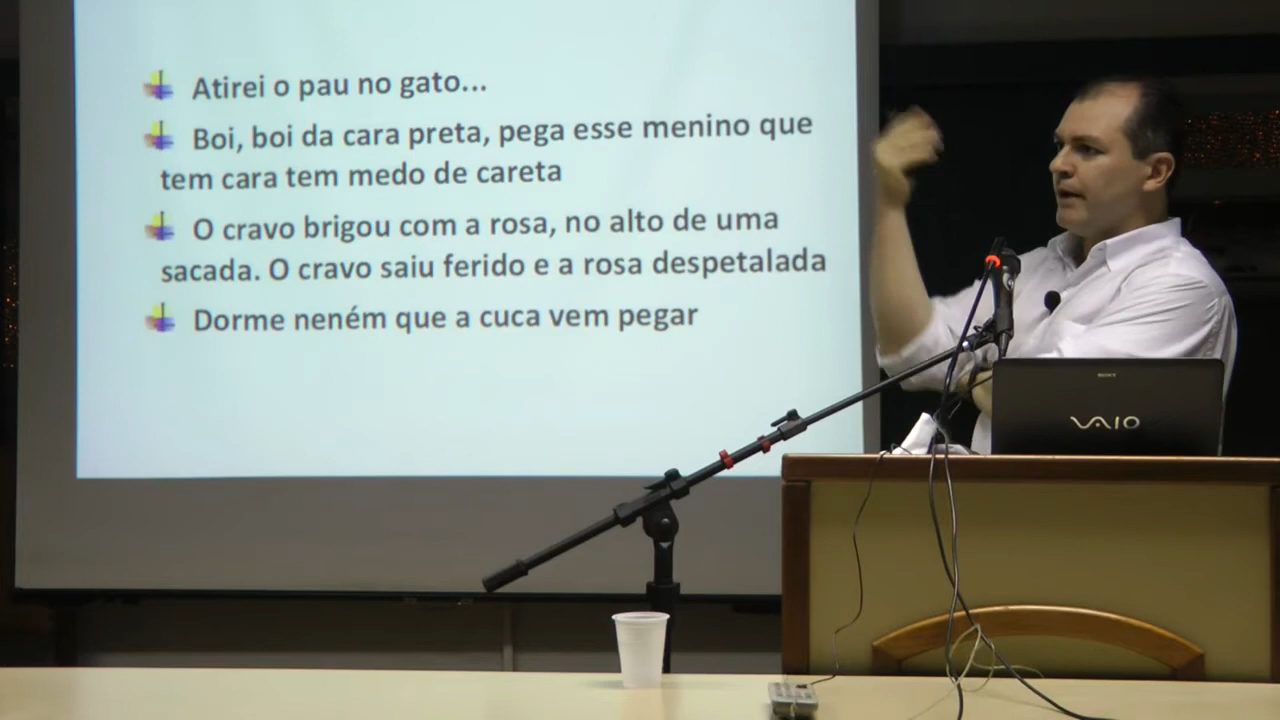 Atirei o pau no gato...
Boi, boi da cara preta, pega esse menino que
tem cara tem medo de careta
O cravo brigou com a rosa, no alto de uma
sacada. O cravo saiu ferido e a rosa despetalada
Dorme neném que a cuca vem pegar
SONY
VAIO